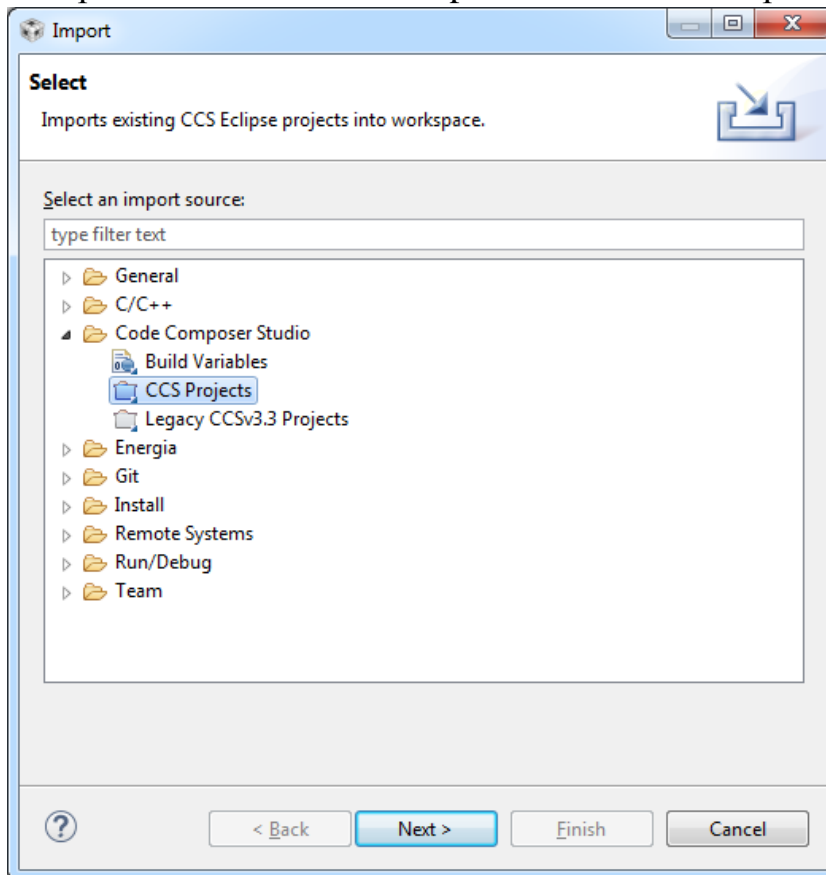 Import
Select
Imports existing CCS Eclipse projects into workspace.
Select an import source:
type filter text
General
C/C++
Code Composer Studio
Build Variables
CCS Projects
Legacy CCSv3.3 Projects
Energia
Git
Install
Remote Systems
Run/Debug
Team
< Back Next > Finish Cancel